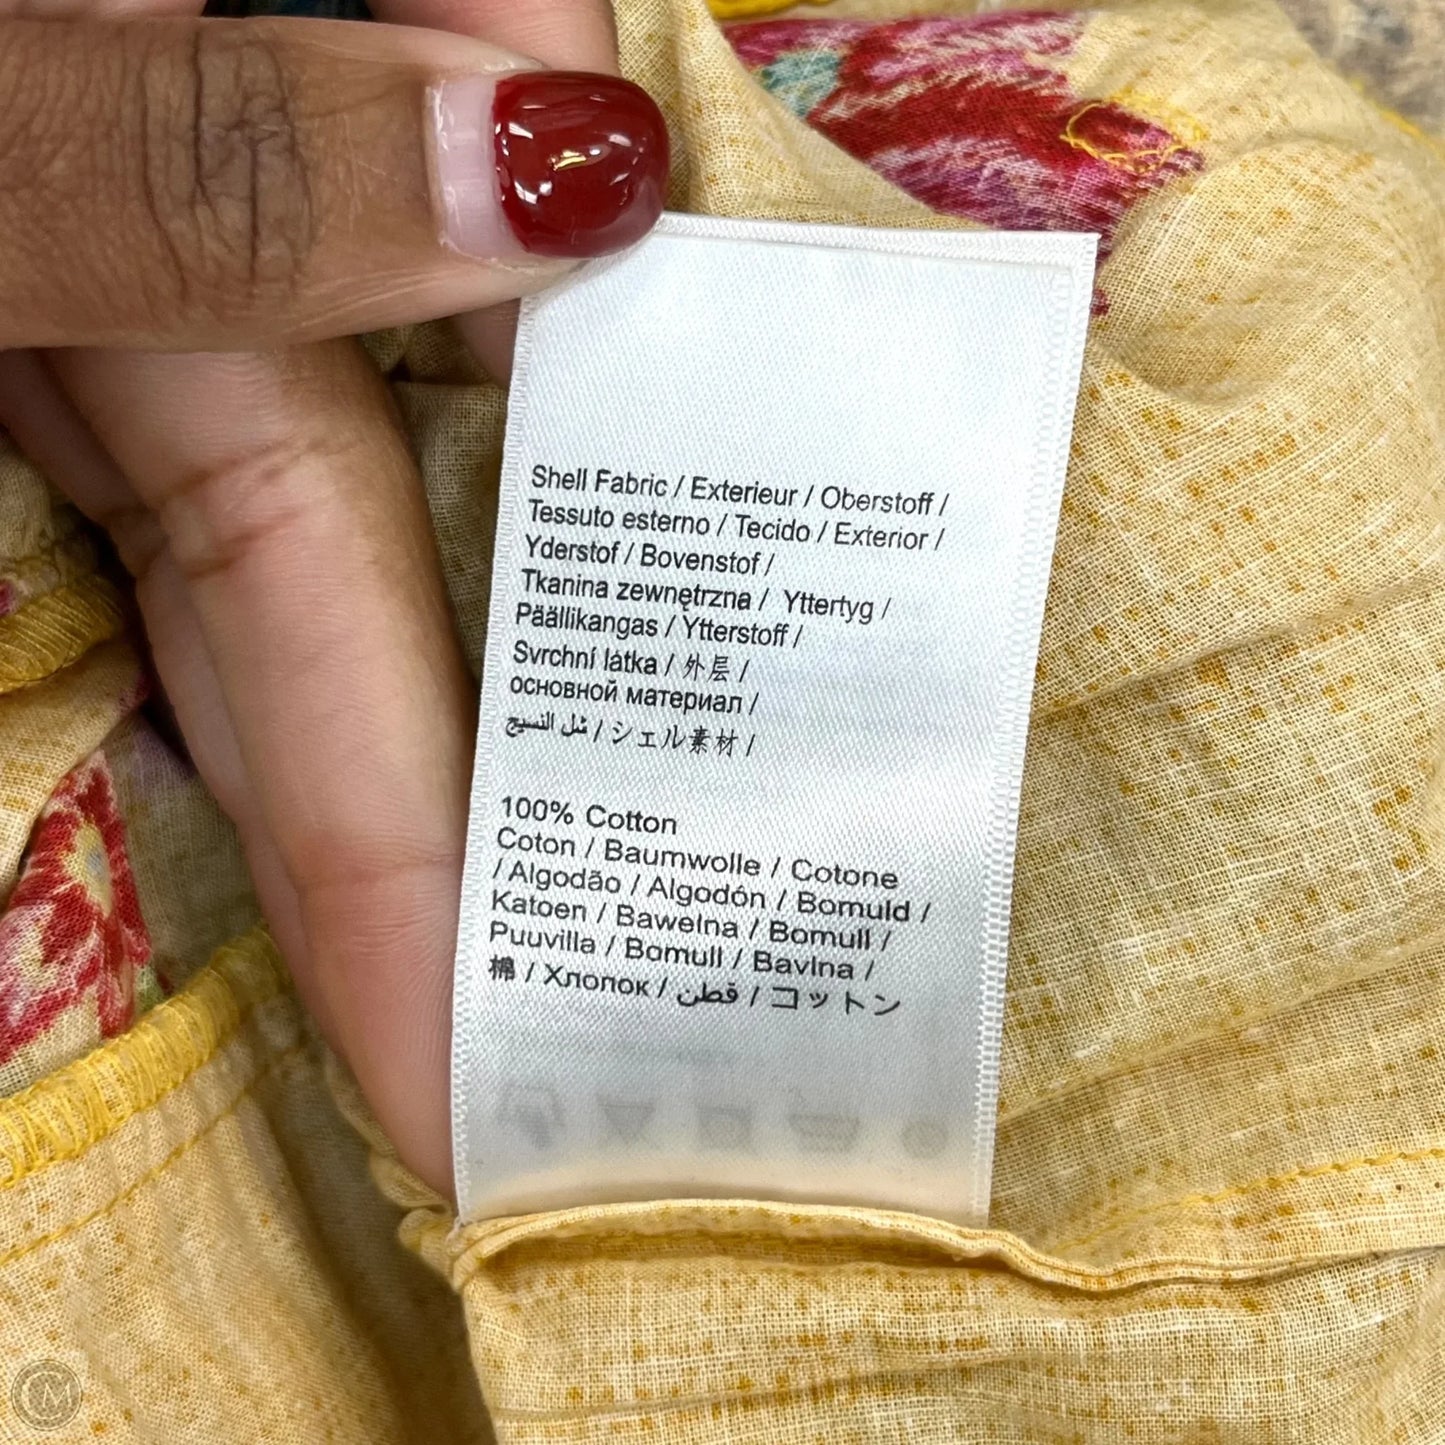 Shell Fabric / Exterieur / Oberstoff /
Tessuto esterno / Tecido / Exterior /
Yderstof / Bovenstof /
Tkanina zewnętrzna / Yttertyg /
Päällikangas / Ytterstoff /
Svrchní látka / 外层 /
основной материал /
شل النسيج / シェル素材 /
100% Cotton
Coton / Baumwolle / Cotone
/ Algodão / Algodón / Bomuld /
Katoen / Bawełna / Bomull /
Puuvilla / Bomull / Bavlna /
棉 / Хлопок / قطن / コットン
CM